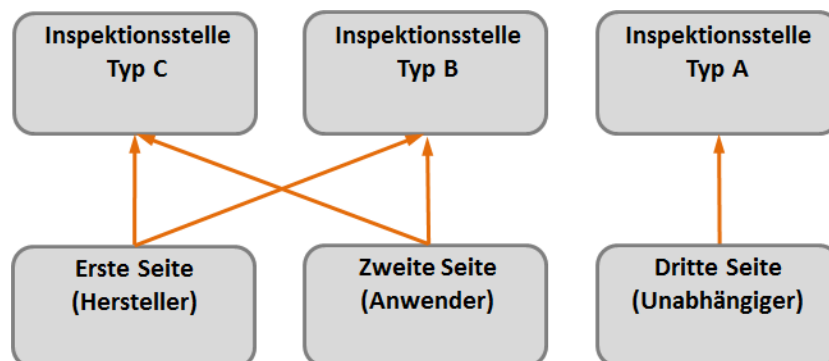 Inspektionsstelle
Typ C
Inspektionsstelle
Typ B
Inspektionsstelle
Typ A
Erste Seite
(Hersteller)
Zweite Seite
(Anwender)
Dritte Seite
(Unabhängiger)